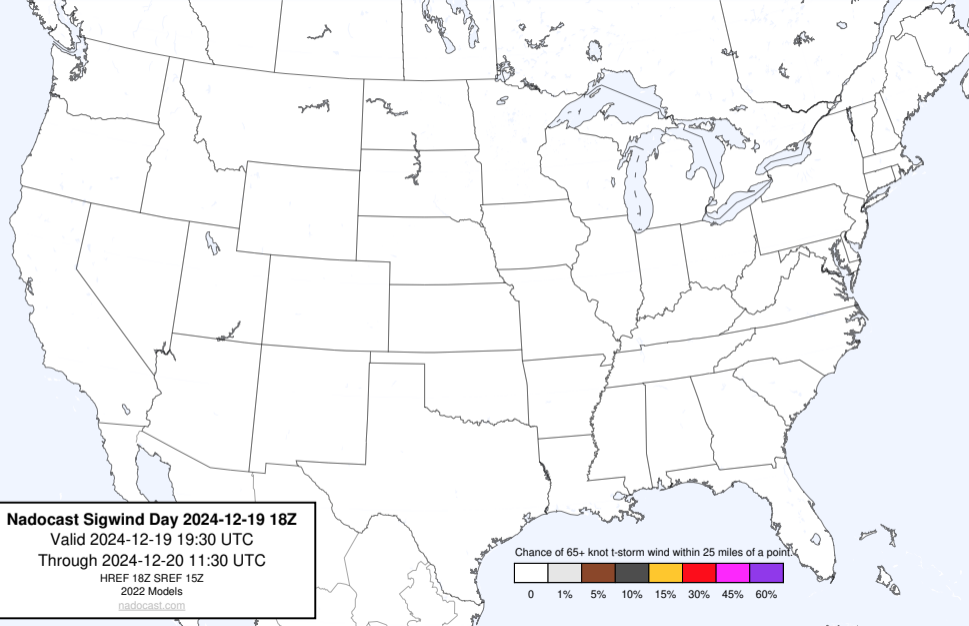 Nadocast Sigwind Day 2024-12-19 18Z
Valid 2024-12-19 19:30 UTC
Through 2024-12-20 11:30 UTC
HREF 18Z SREF 15Z
2022 Models
nadocast.com
Chance of 65+ knot t-storm wind within 25 miles of a point.
0 1% 5% 10% 15% 30% 45% 60%